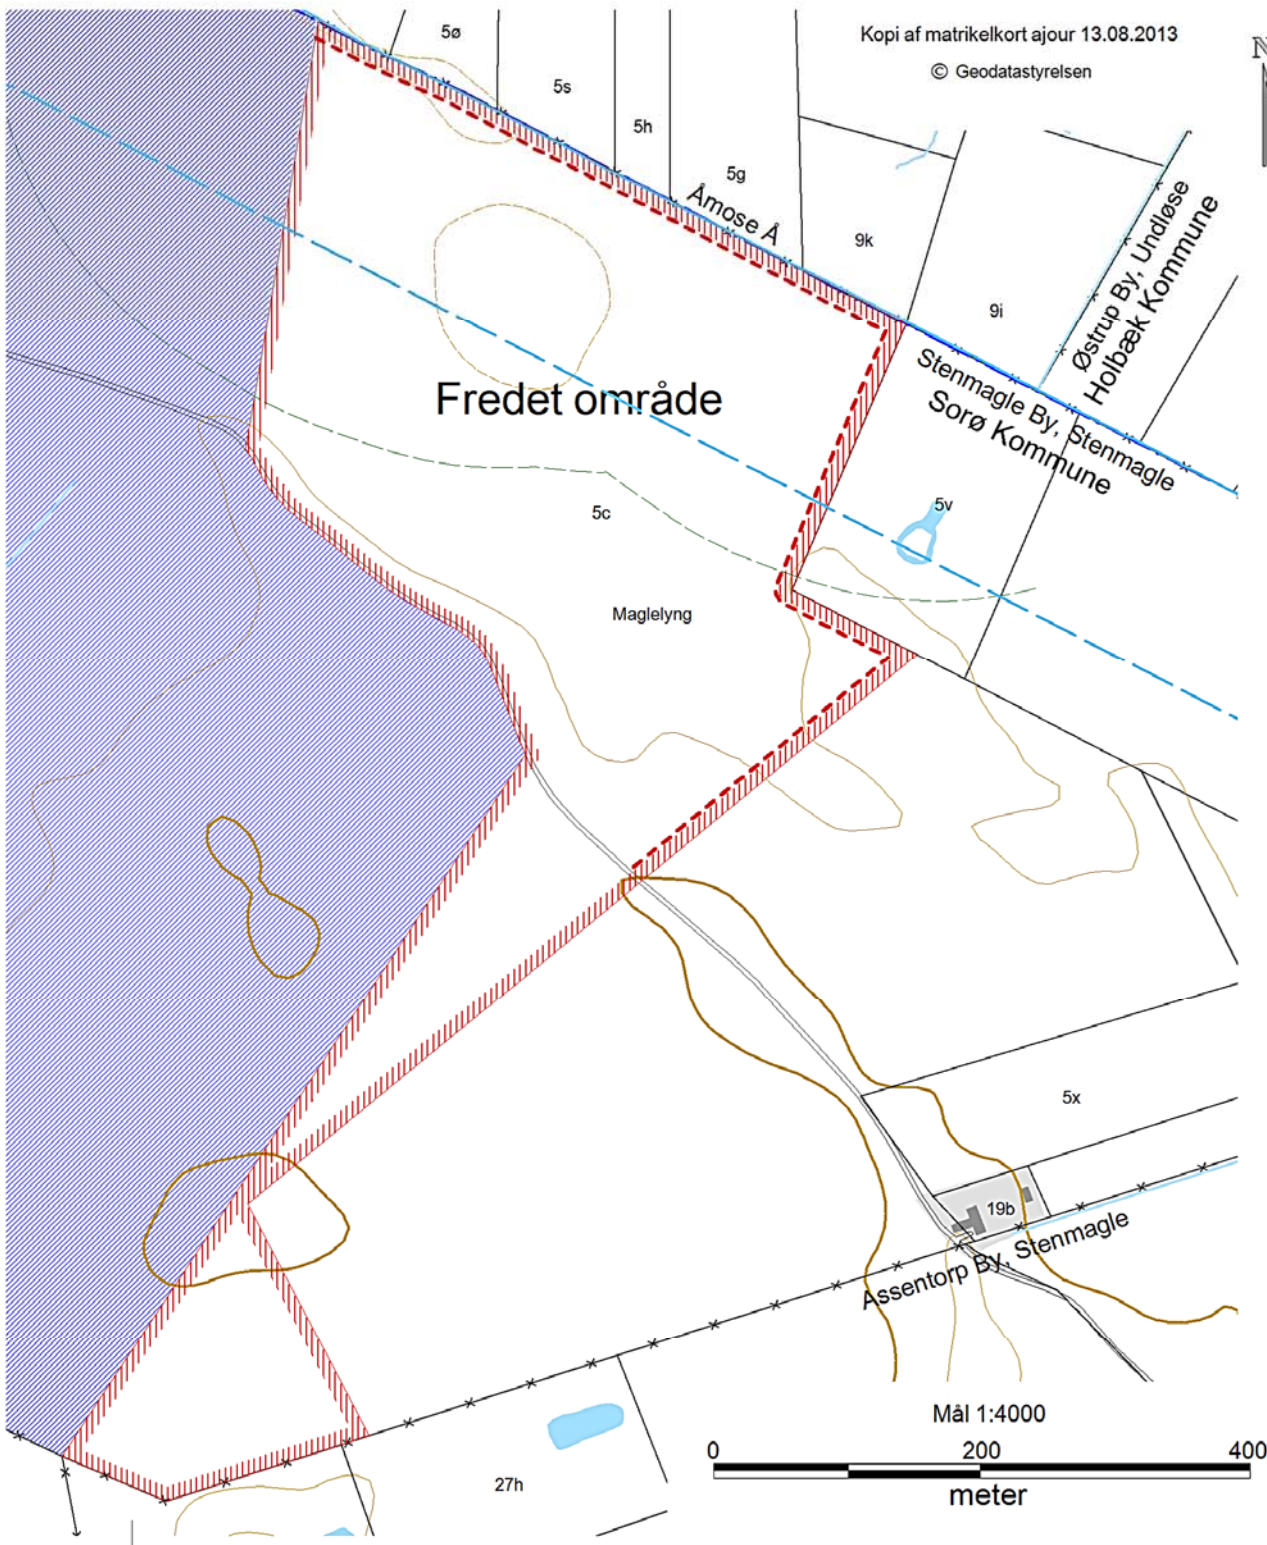 Kopi af matrikelkort ajour 13.08.2013
© Geodatastyrelsen
N
5ø
5s
5h
5g
Åmose Å
9k
9i
Østrup By, Undløse
Holbæk Kommune
Stenmagle By, Stenmagle
Sorø Kommune
Fredet område
5c
5v
Maglelyng
5x
19b
Assentorp By, Stenmagle
27h
Mål 1:4000
0 200 400
meter